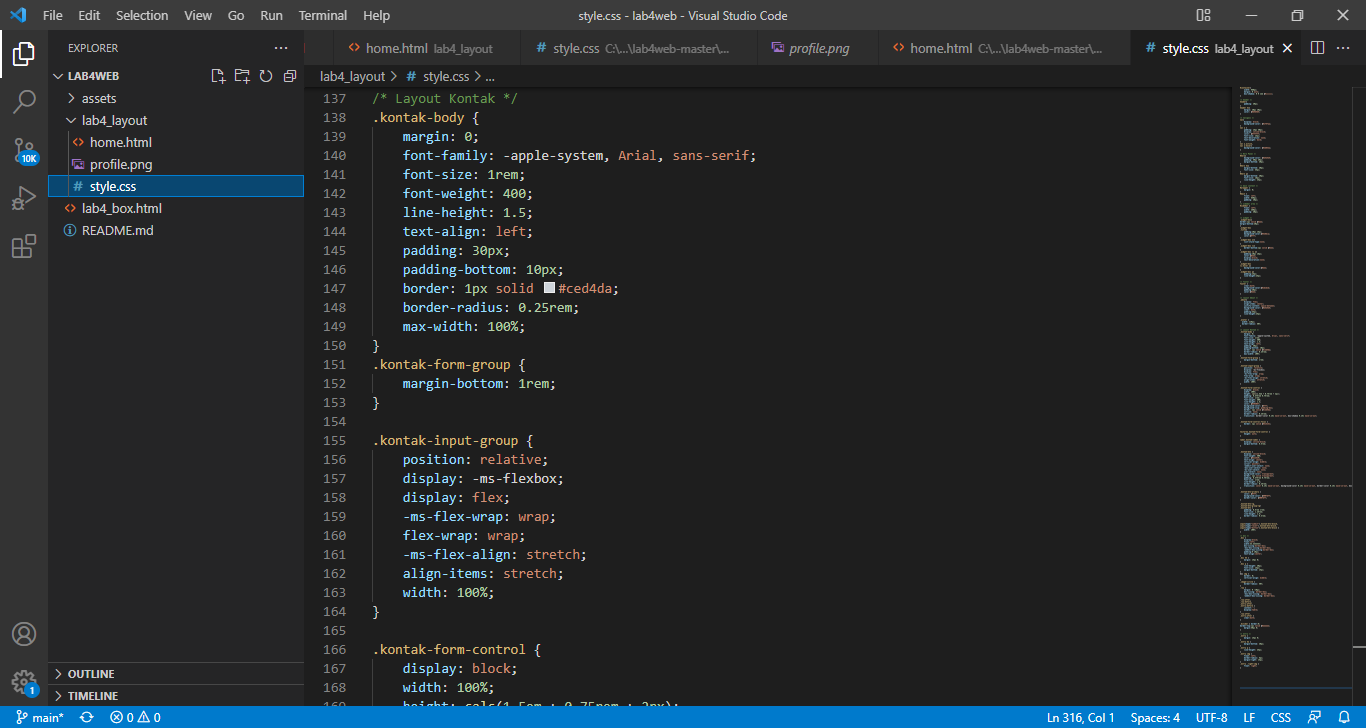 File Edit Selection View Go Run Terminal Help style.css - lab4web - Visual Studio Code
EXPLORER
home.html lab4_layout
style.css C:\...\lab4web-master\...
profile.png
home.html C:\...\lab4web-master\...
style.css lab4_layout
lab4_layout > style.css > ...
LAB4WEB
assets
lab4_layout
home.html
profile.png
style.css
lab4_box.html
README.md
OUTLINE
TIMELINE
10K
1
137 /* Layout Kontak */
138 .kontak-body {
139 margin: 0;
140 font-family: -apple-system, Arial, sans-serif;
141 font-size: 1rem;
142 font-weight: 400;
143 line-height: 1.5;
144 text-align: left;
145 padding: 30px;
146 padding-bottom: 10px;
147 border: 1px solid #ced4da;
148 border-radius: 0.25rem;
149 max-width: 100%;
150 }
151 .kontak-form-group {
152 margin-bottom: 1rem;
153 }
154
155 .kontak-input-group {
156 position: relative;
157 display: -ms-flexbox;
158 display: flex;
159 -ms-flex-wrap: wrap;
160 flex-wrap: wrap;
161 -ms-flex-align: stretch;
162 align-items: stretch;
163 width: 100%;
164 }
165
166 .kontak-form-control {
167 display: block;
168 width: 100%;
169 height: calc(1.5em + 0.75rem + 2px);
main* 0 0 Ln 316, Col 1 Spaces: 4 UTF-8 LF CSS